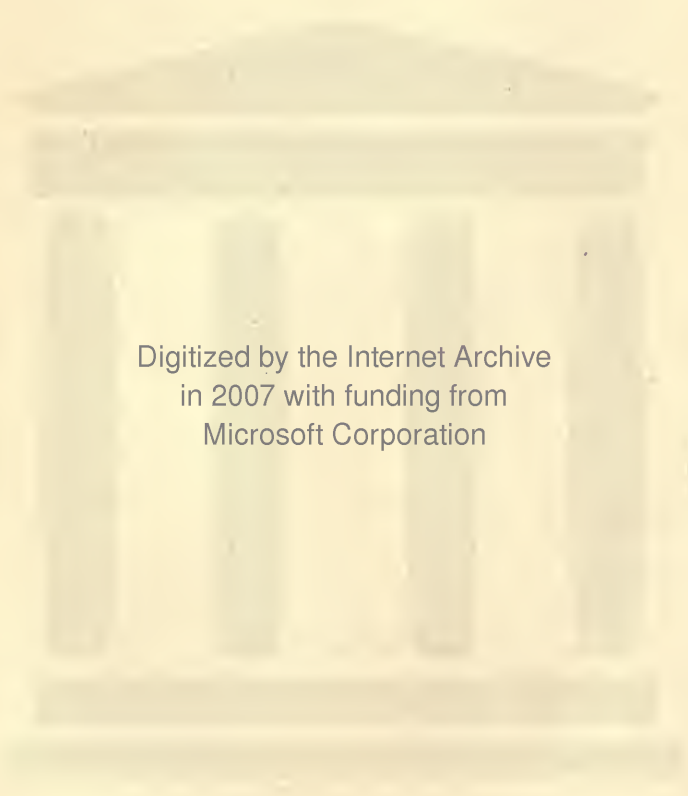 Digitized by the Internet Archive
in 2007 with funding from
Microsoft Corporation